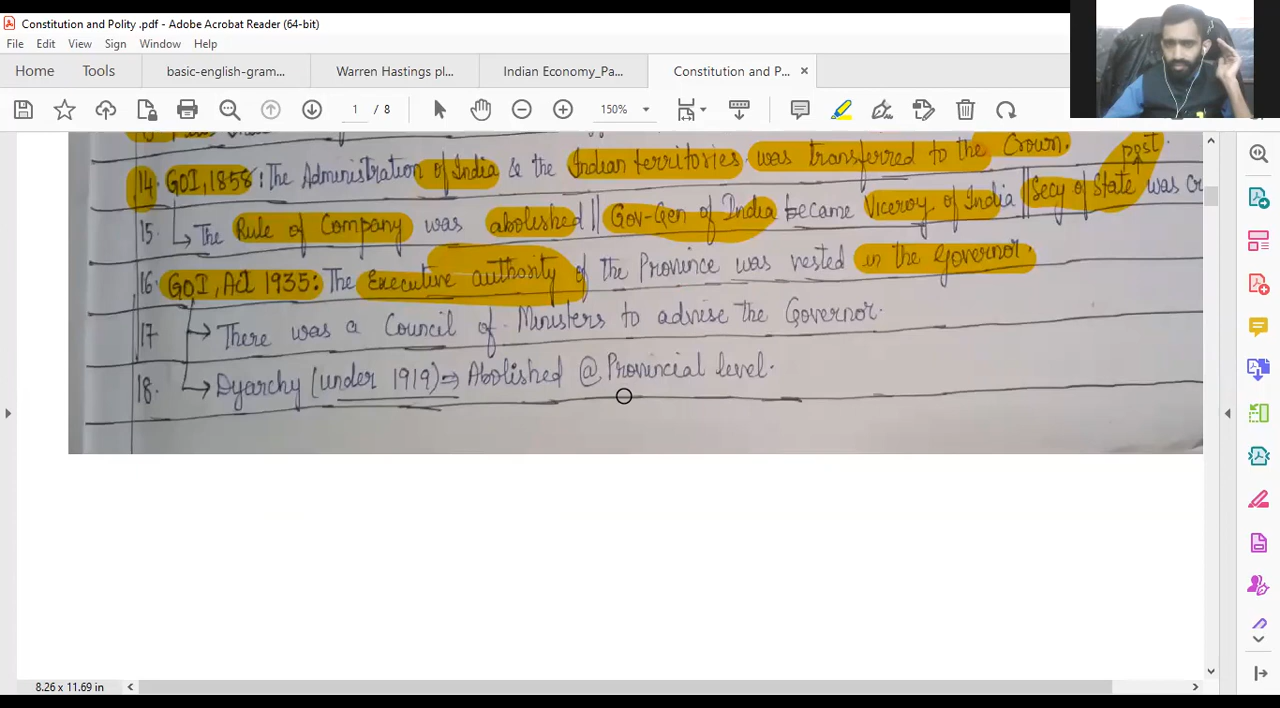 Constitution and Polity .pdf - Adobe Acrobat Reader (64-bit)
File Edit View Sign Window Help
Home Tools basic-english-gram... Warren Hastings pl... Indian Economy_Pa... Constitution and P... ×
1 / 8 150%
post
14. GOI, 1858: The Administration of India & the Indian territories was transferred to the Crown.
15. The Rule of Company was abolished || Gov-Gen of India became Viceroy of India || Secy of State was
16. GOI, Act 1935: The Executive authority of the Province was vested in the Governor.
17 There was a Council of Ministers to advise the Governor.
18. Dyarchy (under 1919) ⇒ Abolished @ Provincial level.
8.26 x 11.69 in